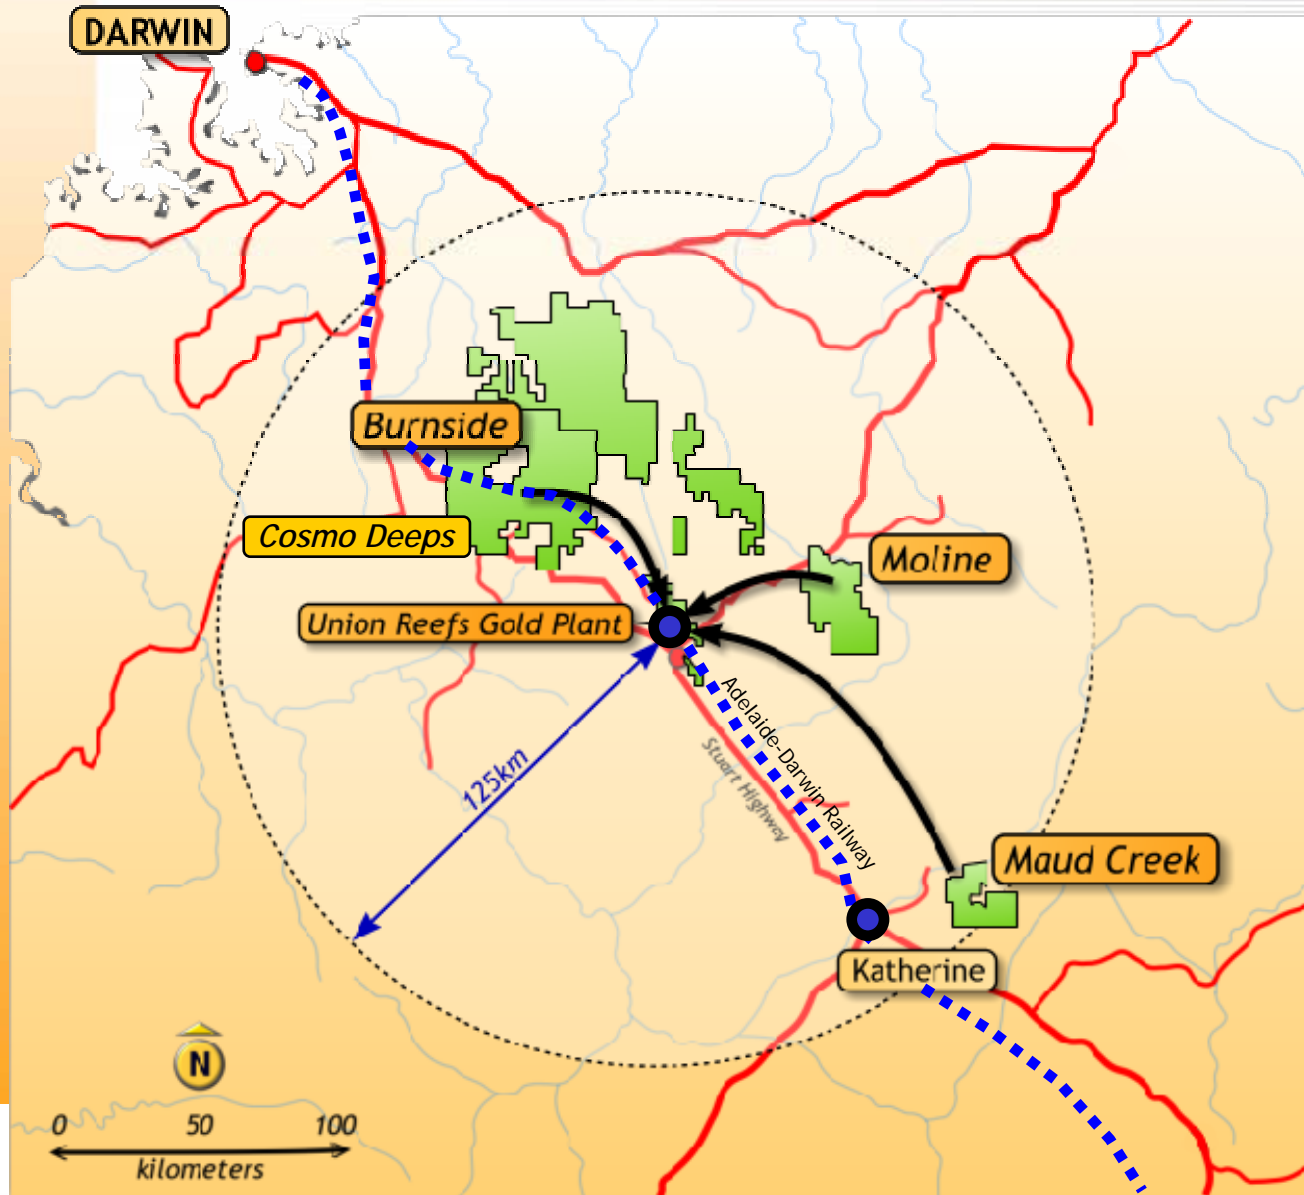 DARWIN
Burnside
Cosmo Deeps
Moline
Union Reefs Gold Plant
Adelaide-Darwin Railway
Stuart Highway
125km
Maud Creek
Katherine
N
0 50 100
kilometers